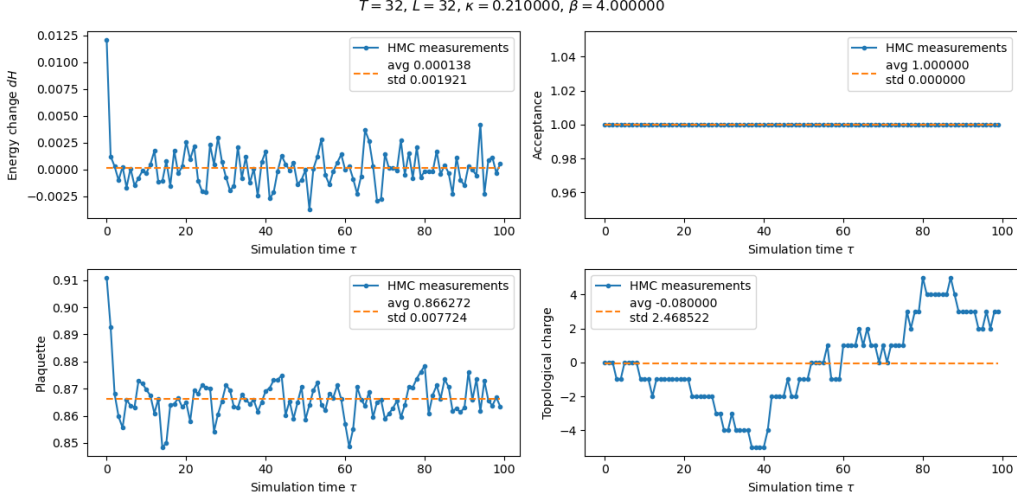 T = 32, L = 32, κ = 0.210000, β = 4.000000
0.0125
0.0100
0.0075
0.0050
0.0025
0.0000
−0.0025
Energy change dH
HMC measurements
avg 0.000138
std 0.001921
0
20
40
60
80
100
Simulation time τ
1.04
1.02
1.00
0.98
0.96
Acceptance
HMC measurements
avg 1.000000
std 0.000000
0
20
40
60
80
100
Simulation time τ
0.91
0.90
0.89
0.88
0.87
0.86
0.85
Plaquette
HMC measurements
avg 0.866272
std 0.007724
0
20
40
60
80
100
Simulation time τ
4
2
0
−2
−4
Topological charge
HMC measurements
avg -0.080000
std 2.468522
0
20
40
60
80
100
Simulation time τ